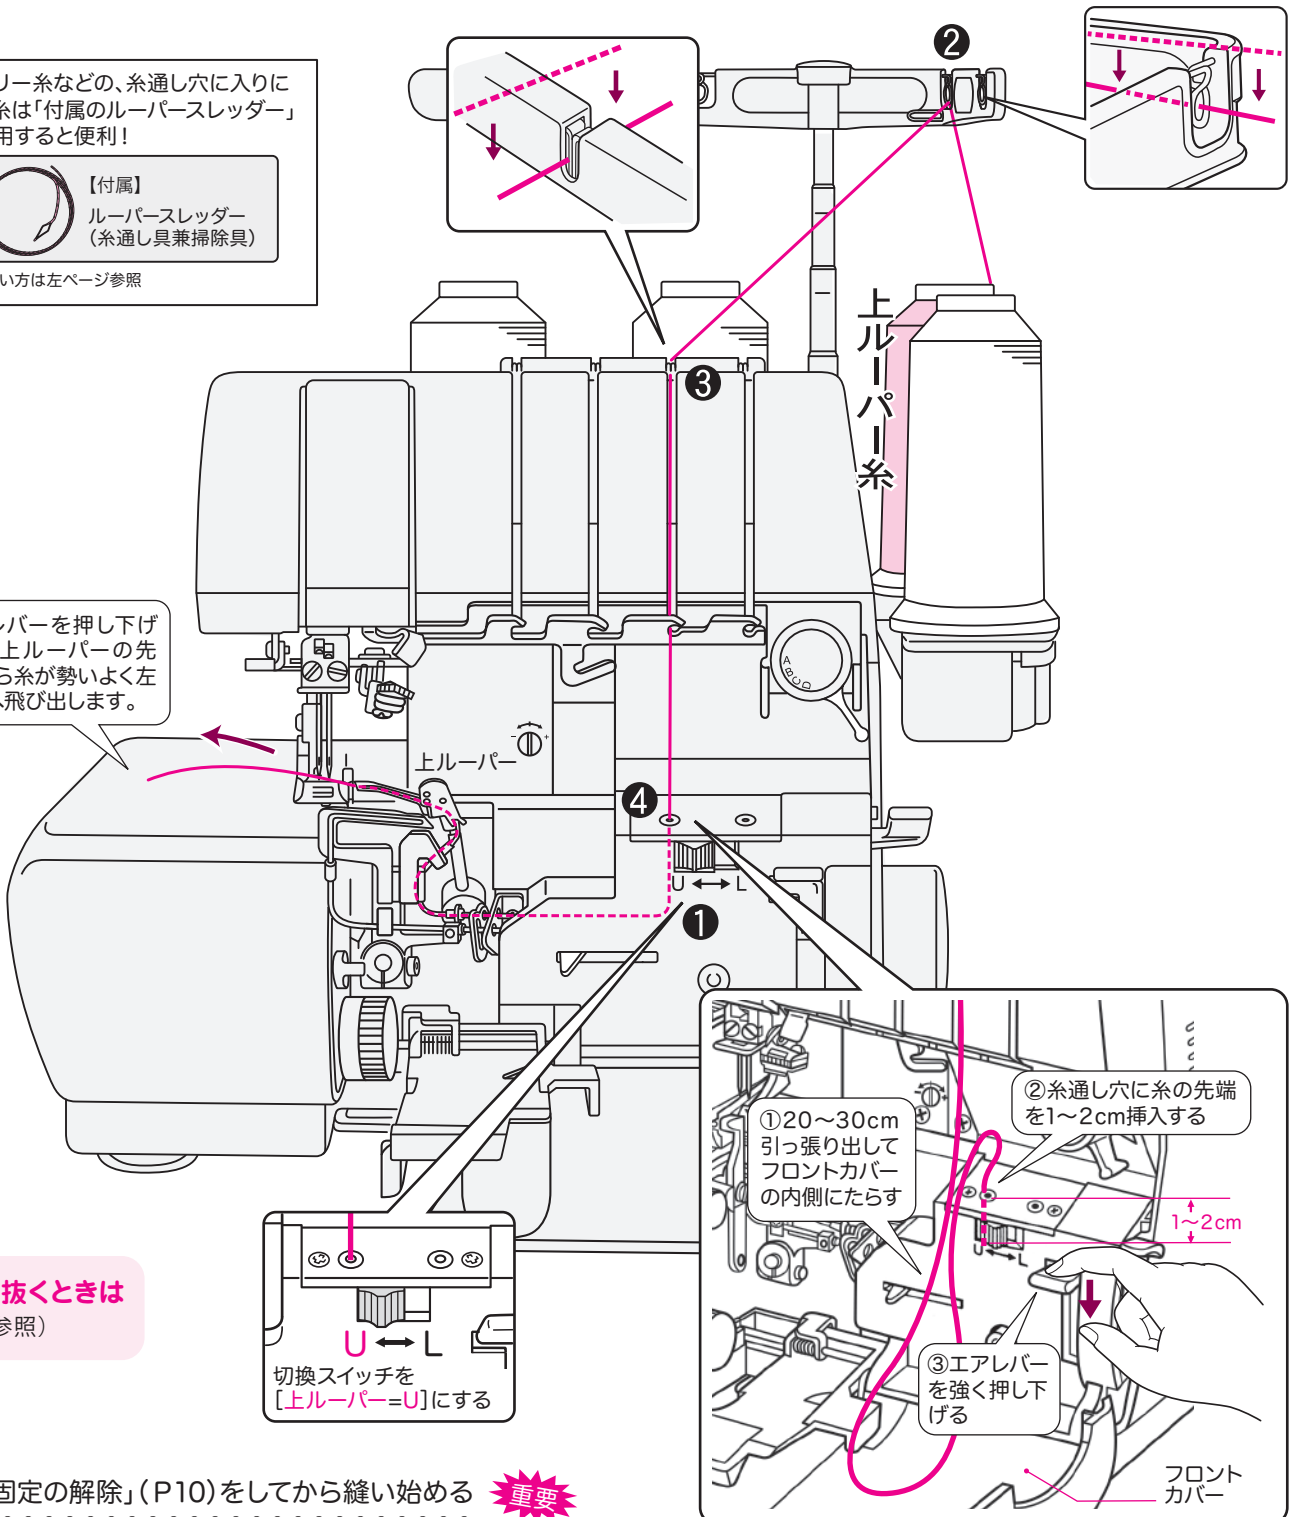 リー糸などの、糸通し穴に入りに
糸は「付属のルーパースレッダー」
用すると便利！
【付属】
ルーパースレッダー
（糸通し具兼掃除具）
い方は左ページ参照
❷
上ルーパー糸
❸
レバーを押し下げ
上ルーパーの先
ら糸が勢いよく左
へ飛び出します。
A
B
C
D
- +
上ルーパー
❹
U ⟷ L
❶
U ⟷ L
切換スイッチを
［上ルーパー=U］にする
①20～30cm
引っ張り出して
フロントカバー
の内側にたらす
②糸通し穴に糸の先端
を1～2cm挿入する
- +
1～2cm
U ⟷ L
③エアレバー
を強く押し下
げる
フロント
カバー
抜くときは
参照）
固定の解除」（P10）をしてから縫い始める
重要